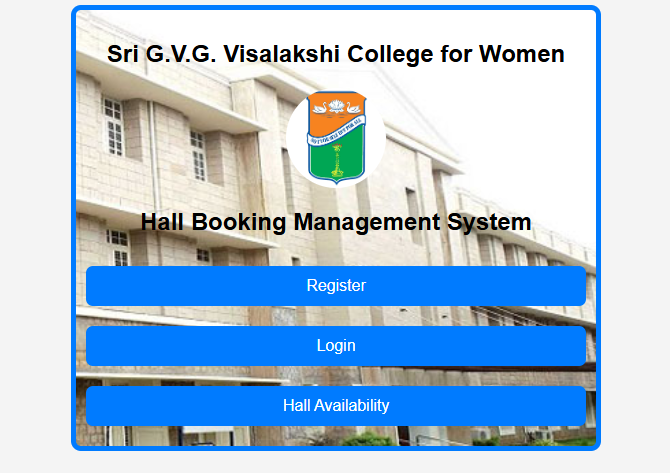 Sri G.V.G. Visalakshi College for Women
Hall Booking Management System
Register
Login
Hall Availability